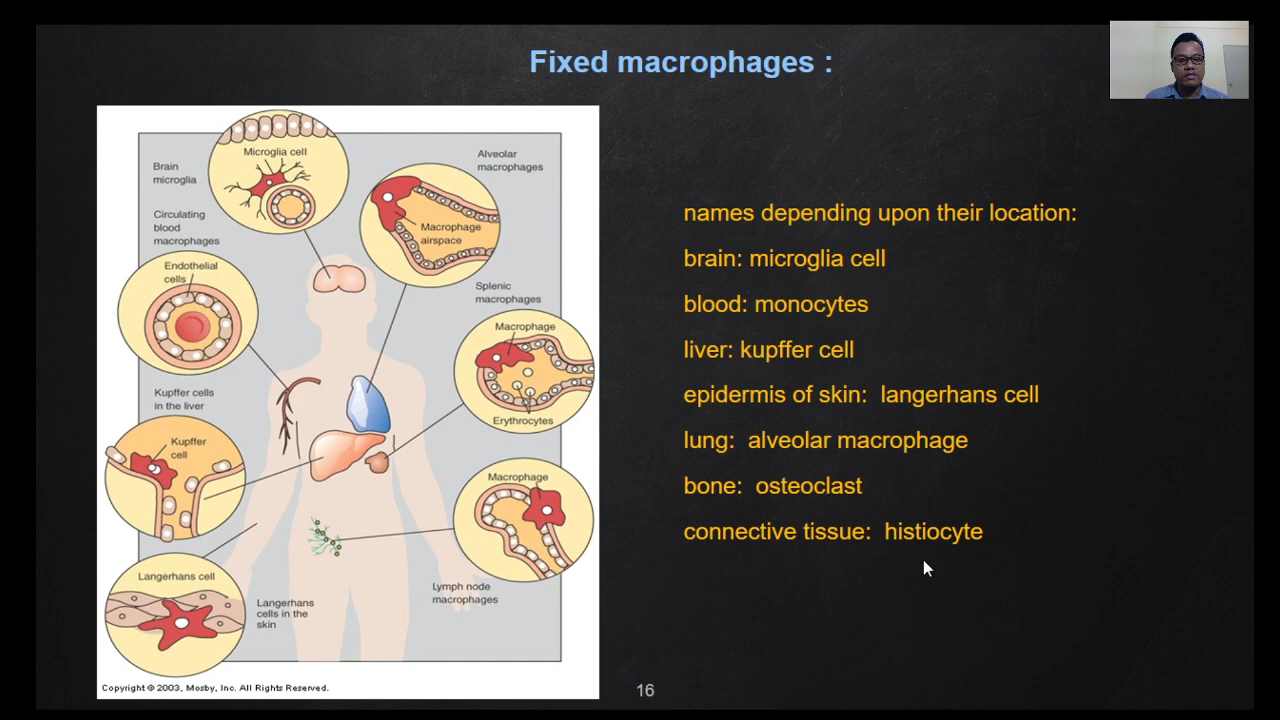 Fixed macrophages :
Microglia cell
Brain
microglia
Alveolar
macrophages
Circulating
blood
macrophages
Macrophage
airspace
Endothelial
cells
Splenic
macrophages
Macrophage
Erythrocytes
Kupffer cells
in the liver
Kupffer
cell
Macrophage
Langerhans cell
Langerhans
cells in the
skin
Lymph node
macrophages
Copyright © 2003, Mosby, Inc. All Rights Reserved.
names depending upon their location:
brain: microglia cell
blood: monocytes
liver: kupffer cell
epidermis of skin: langerhans cell
lung: alveolar macrophage
bone: osteoclast
connective tissue: histiocyte
16